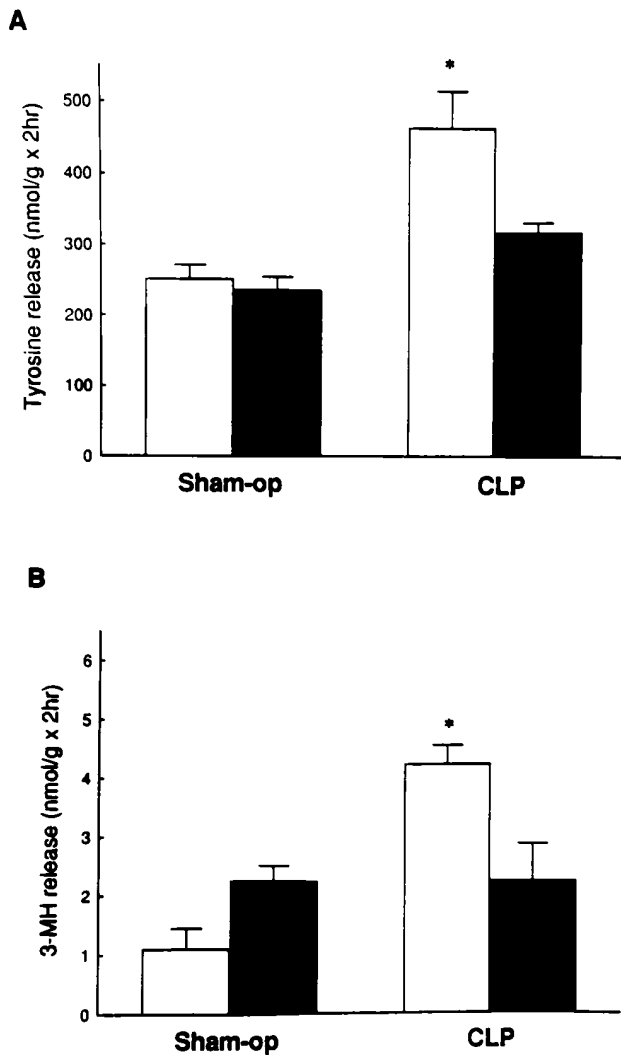 A
Tyrosine release (nmol/g x 2hr)
500
400
300
200
100
0
*
Sham-op
CLP
B
3-MH release (nmol/g x 2hr)
6
5
4
3
2
1
0
*
Sham-op
CLP